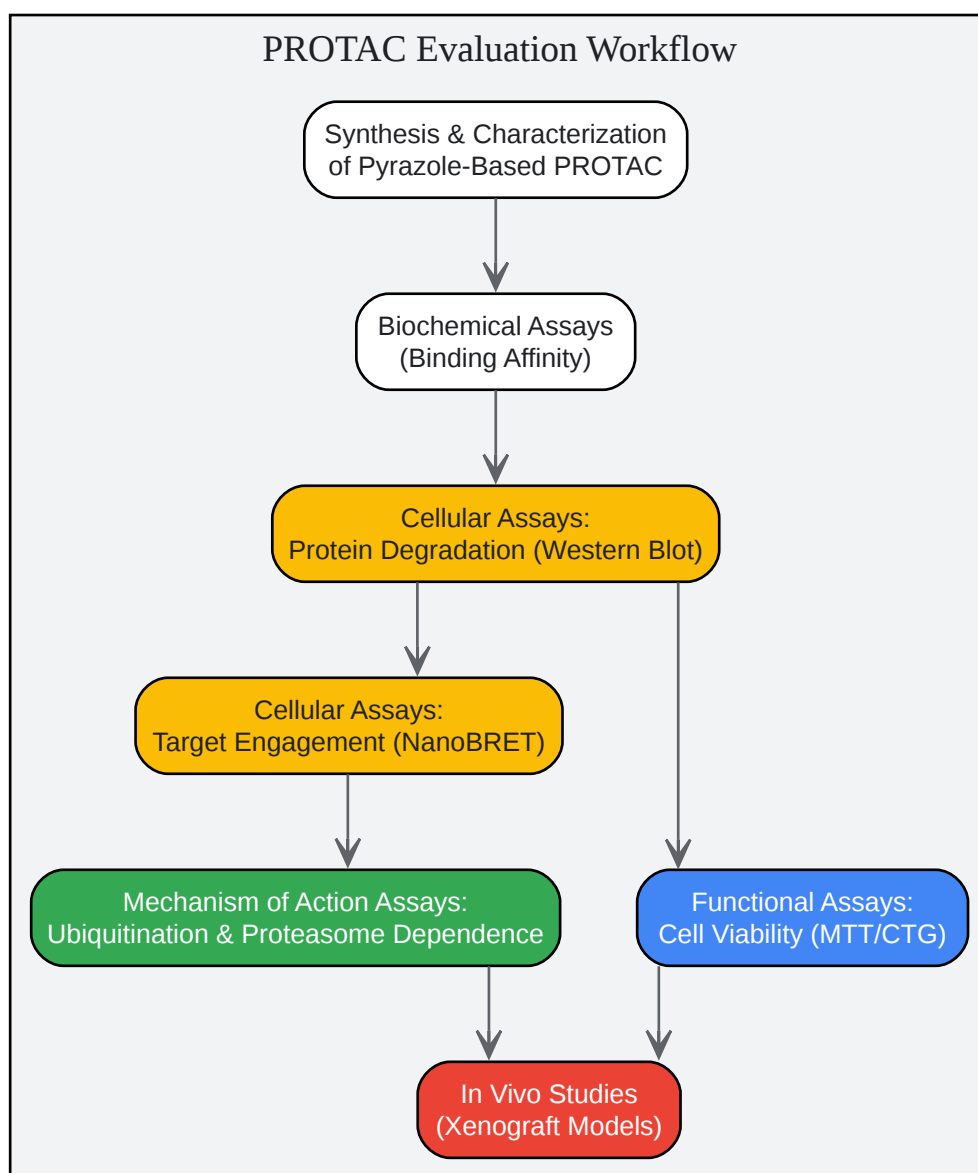 PROTAC Evaluation Workflow
Synthesis & Characterization
of Pyrazole-Based PROTAC
Biochemical Assays
(Binding Affinity)
Cellular Assays:
Protein Degradation (Western Blot)
Cellular Assays:
Target Engagement (NanoBRET)
Mechanism of Action Assays:
Ubiquitination & Proteasome Dependence
Functional Assays:
Cell Viability (MTT/CTG)
In Vivo Studies
(Xenograft Models)